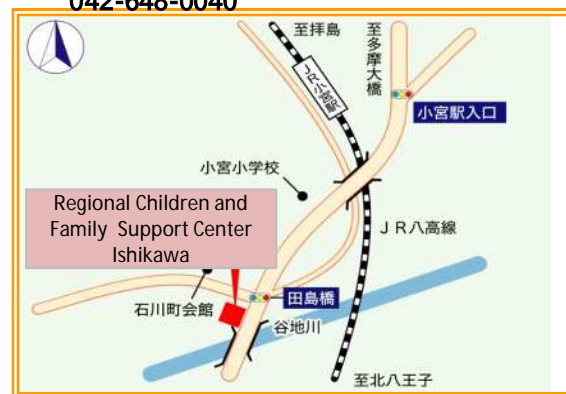 042-648-0040
至拝島
至多摩大橋
JR小宮駅
小宮駅入口
小宮小学校
Regional Children and
Family Support Center
Ishikawa
JR八高線
石川町会館
田島橋
谷地川
至北八王子